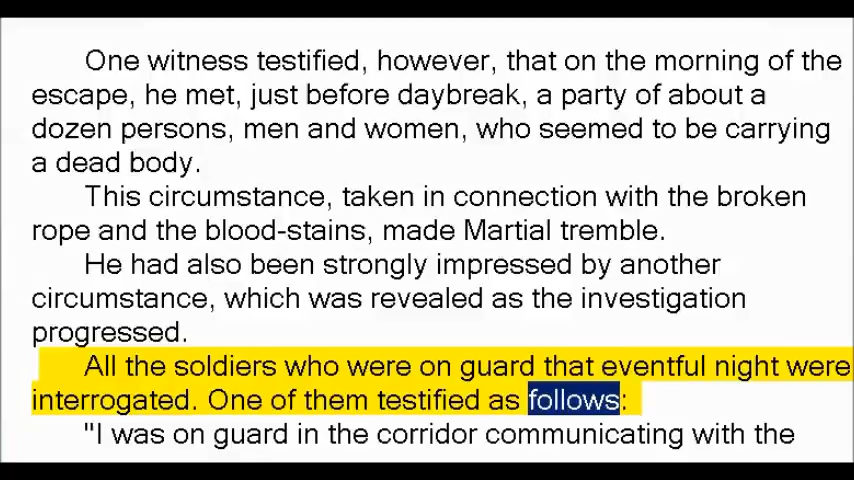 One witness testified, however, that on the morning of the
escape, he met, just before daybreak, a party of about a
dozen persons, men and women, who seemed to be carrying
a dead body.
This circumstance, taken in connection with the broken
rope and the blood-stains, made Martial tremble.
He had also been strongly impressed by another
circumstance, which was revealed as the investigation
progressed.
All the soldiers who were on guard that eventful night were
interrogated. One of them testified as follows:
"I was on guard in the corridor communicating with the